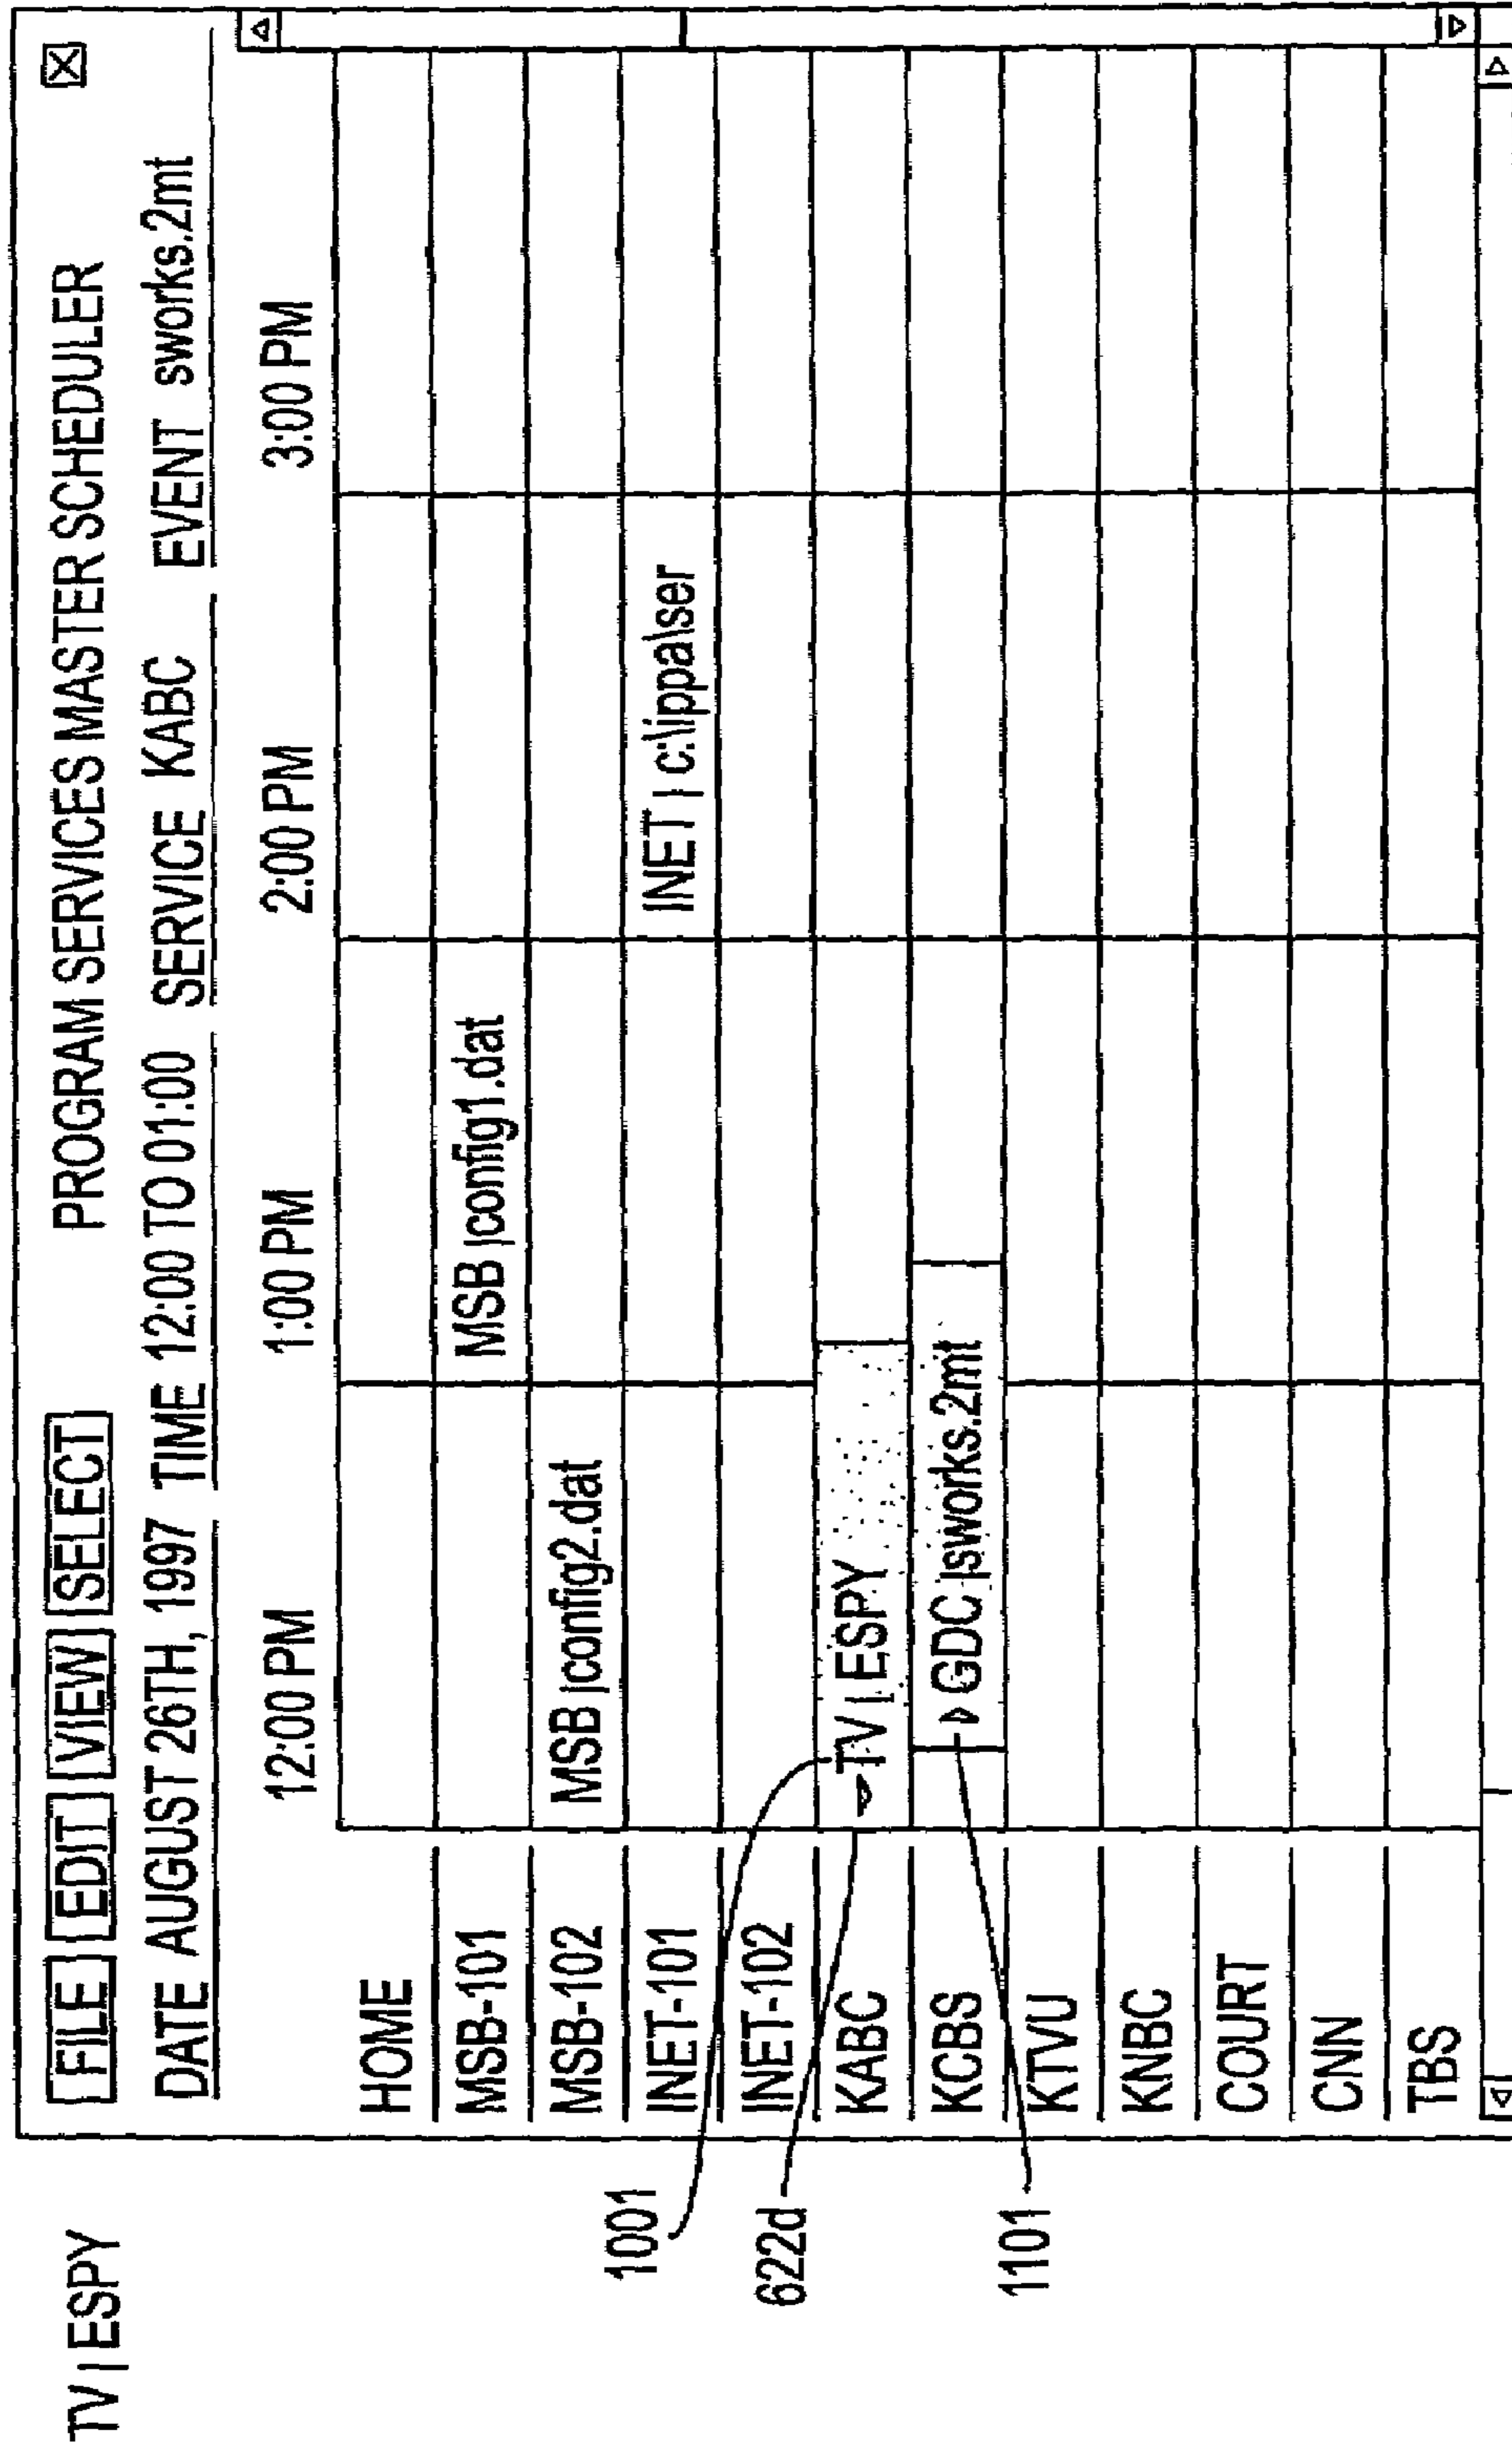 TV | ESPY
FILE EDIT VIEW SELECT PROGRAM SERVICES MASTER SCHEDULER
DATE AUGUST 26TH, 1997 TIME 12:00 TO 01:00 SERVICE KABC EVENT sworks.2mt
12:00 PM 1:00 PM 2:00 PM 3:00 PM
HOME
MSB-101 MSB | config1.dat
MSB-102 MSB | config2.dat
INET-101 INET | c:\ippa\ser
INET-102
1001
KABC TV | ESPY
622d
KCBS GDC | sworks.2mt
1101
KTVU
KNBC
COURT
CNN
TBS